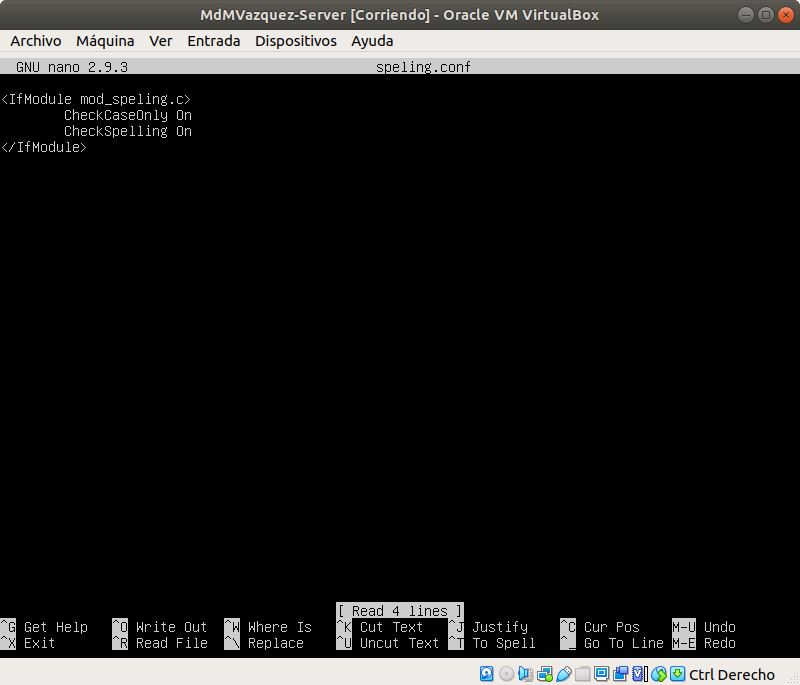 MdMVazquez-Server [Corriendo] - Oracle VM VirtualBox
Archivo Máquina Ver Entrada Dispositivos Ayuda
GNU nano 2.9.3 speling.conf
<IfModule mod_speling.c>
CheckCaseOnly On
CheckSpelling On
</IfModule>
[ Read 4 lines ]
^G Get Help ^O Write Out ^W Where Is ^K Cut Text ^J Justify ^C Cur Pos M-U Undo
^X Exit ^R Read File ^\ Replace ^U Uncut Text ^T To Spell ^_ Go To Line M-E Redo
Ctrl Derecho